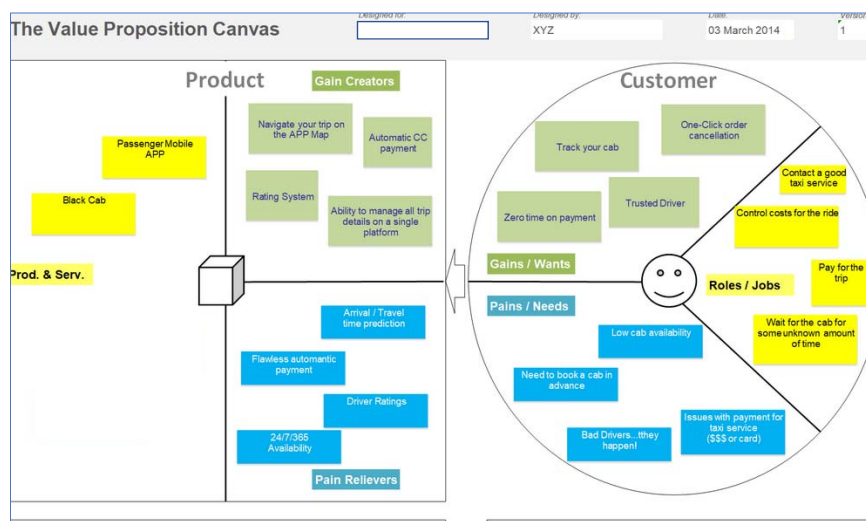 The Value Proposition Canvas
Designed for:
Designed by:
Date:
Version
XYZ
03 March 2014
1
Product
Gain Creators
Navigate your trip on
the APP Map
Automatic CC
payment
Passenger Mobile
APP
Black Cab
Rating System
Ability to manage all trip
details on a single
platform
Prod. & Serv.
Arrival / Travel
time prediction
Flawless automantic
payment
Driver Ratings
24/7/365
Availability
Pain Relievers
Customer
One-Click order
cancellation
Track your cab
Trusted Driver
Zero time on payment
Gains / Wants
Contact a good
taxi service
Control costs for the ride
Roles / Jobs
Pay for the
trip
Wait for the cab for
some unknown amount
of time
Pains / Needs
Low cab availability
Need to book a cab in
advance
Bad Drivers...tthey
happen!
Issues with payment for
taxi service
($$$ or card)